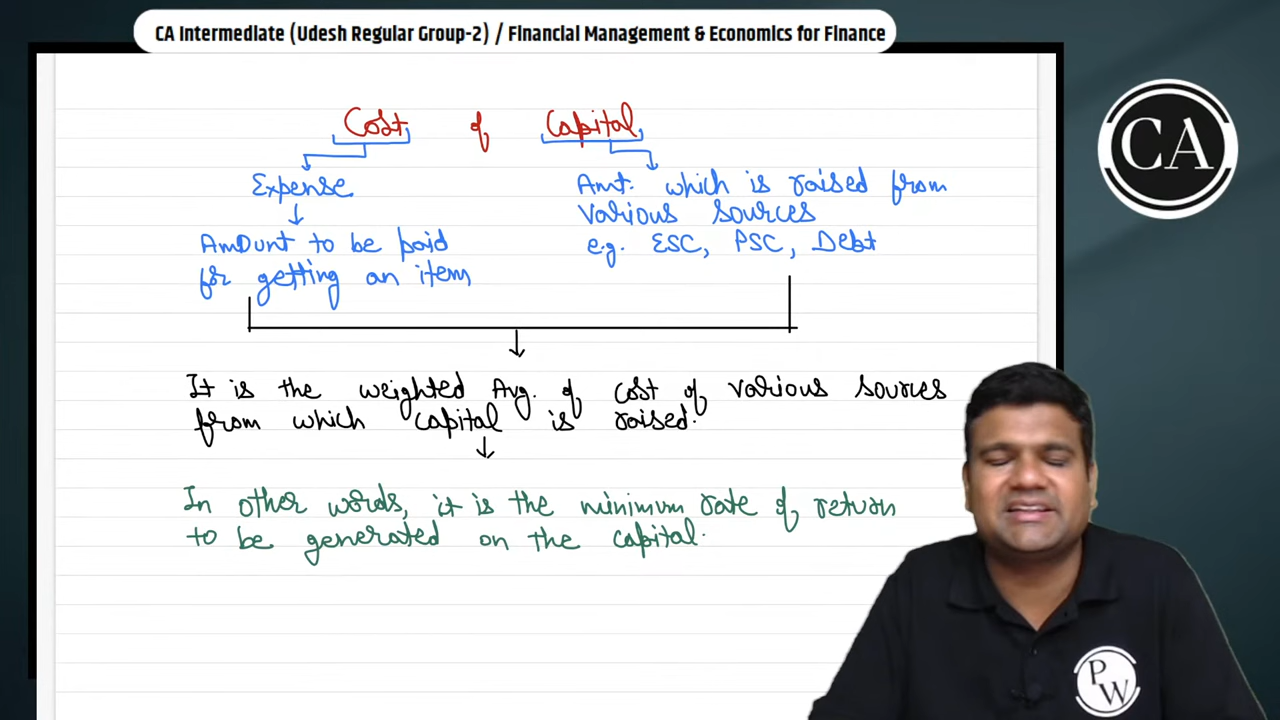 CA Intermediate (Udesh Regular Group-2) / Financial Management & Economics for Finance
CA
Cost of Capital
Expense
Amt. which is raised from
various sources
e.g. ESC, PSC, Debt
Amount to be paid
for getting an item
It is the weighted Avg. of cost of various sources
from which capital is raised.
In other words, it is the minimum rate of return
to be generated on the capital.
PW